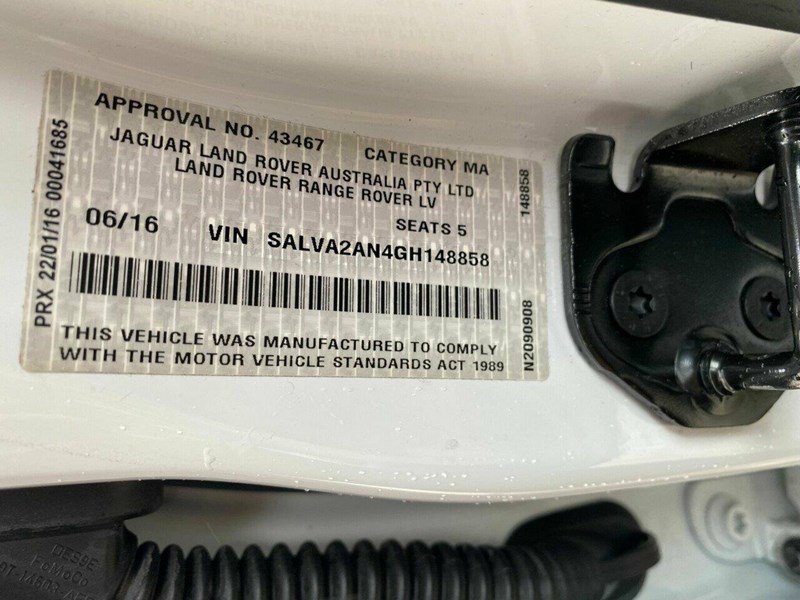 APPROVAL NO. 43467 CATEGORY MA
JAGUAR LAND ROVER AUSTRALIA PTY LTD
LAND ROVER RANGE ROVER LV
SEATS 5
06/16 VIN SALVA2AN4GH148858
THIS VEHICLE WAS MANUFACTURED TO COMPLY
WITH THE MOTOR VEHICLE STANDARDS ACT 1989
PRX 22/01/16 00041685
148858
N2090908
FoMoCo